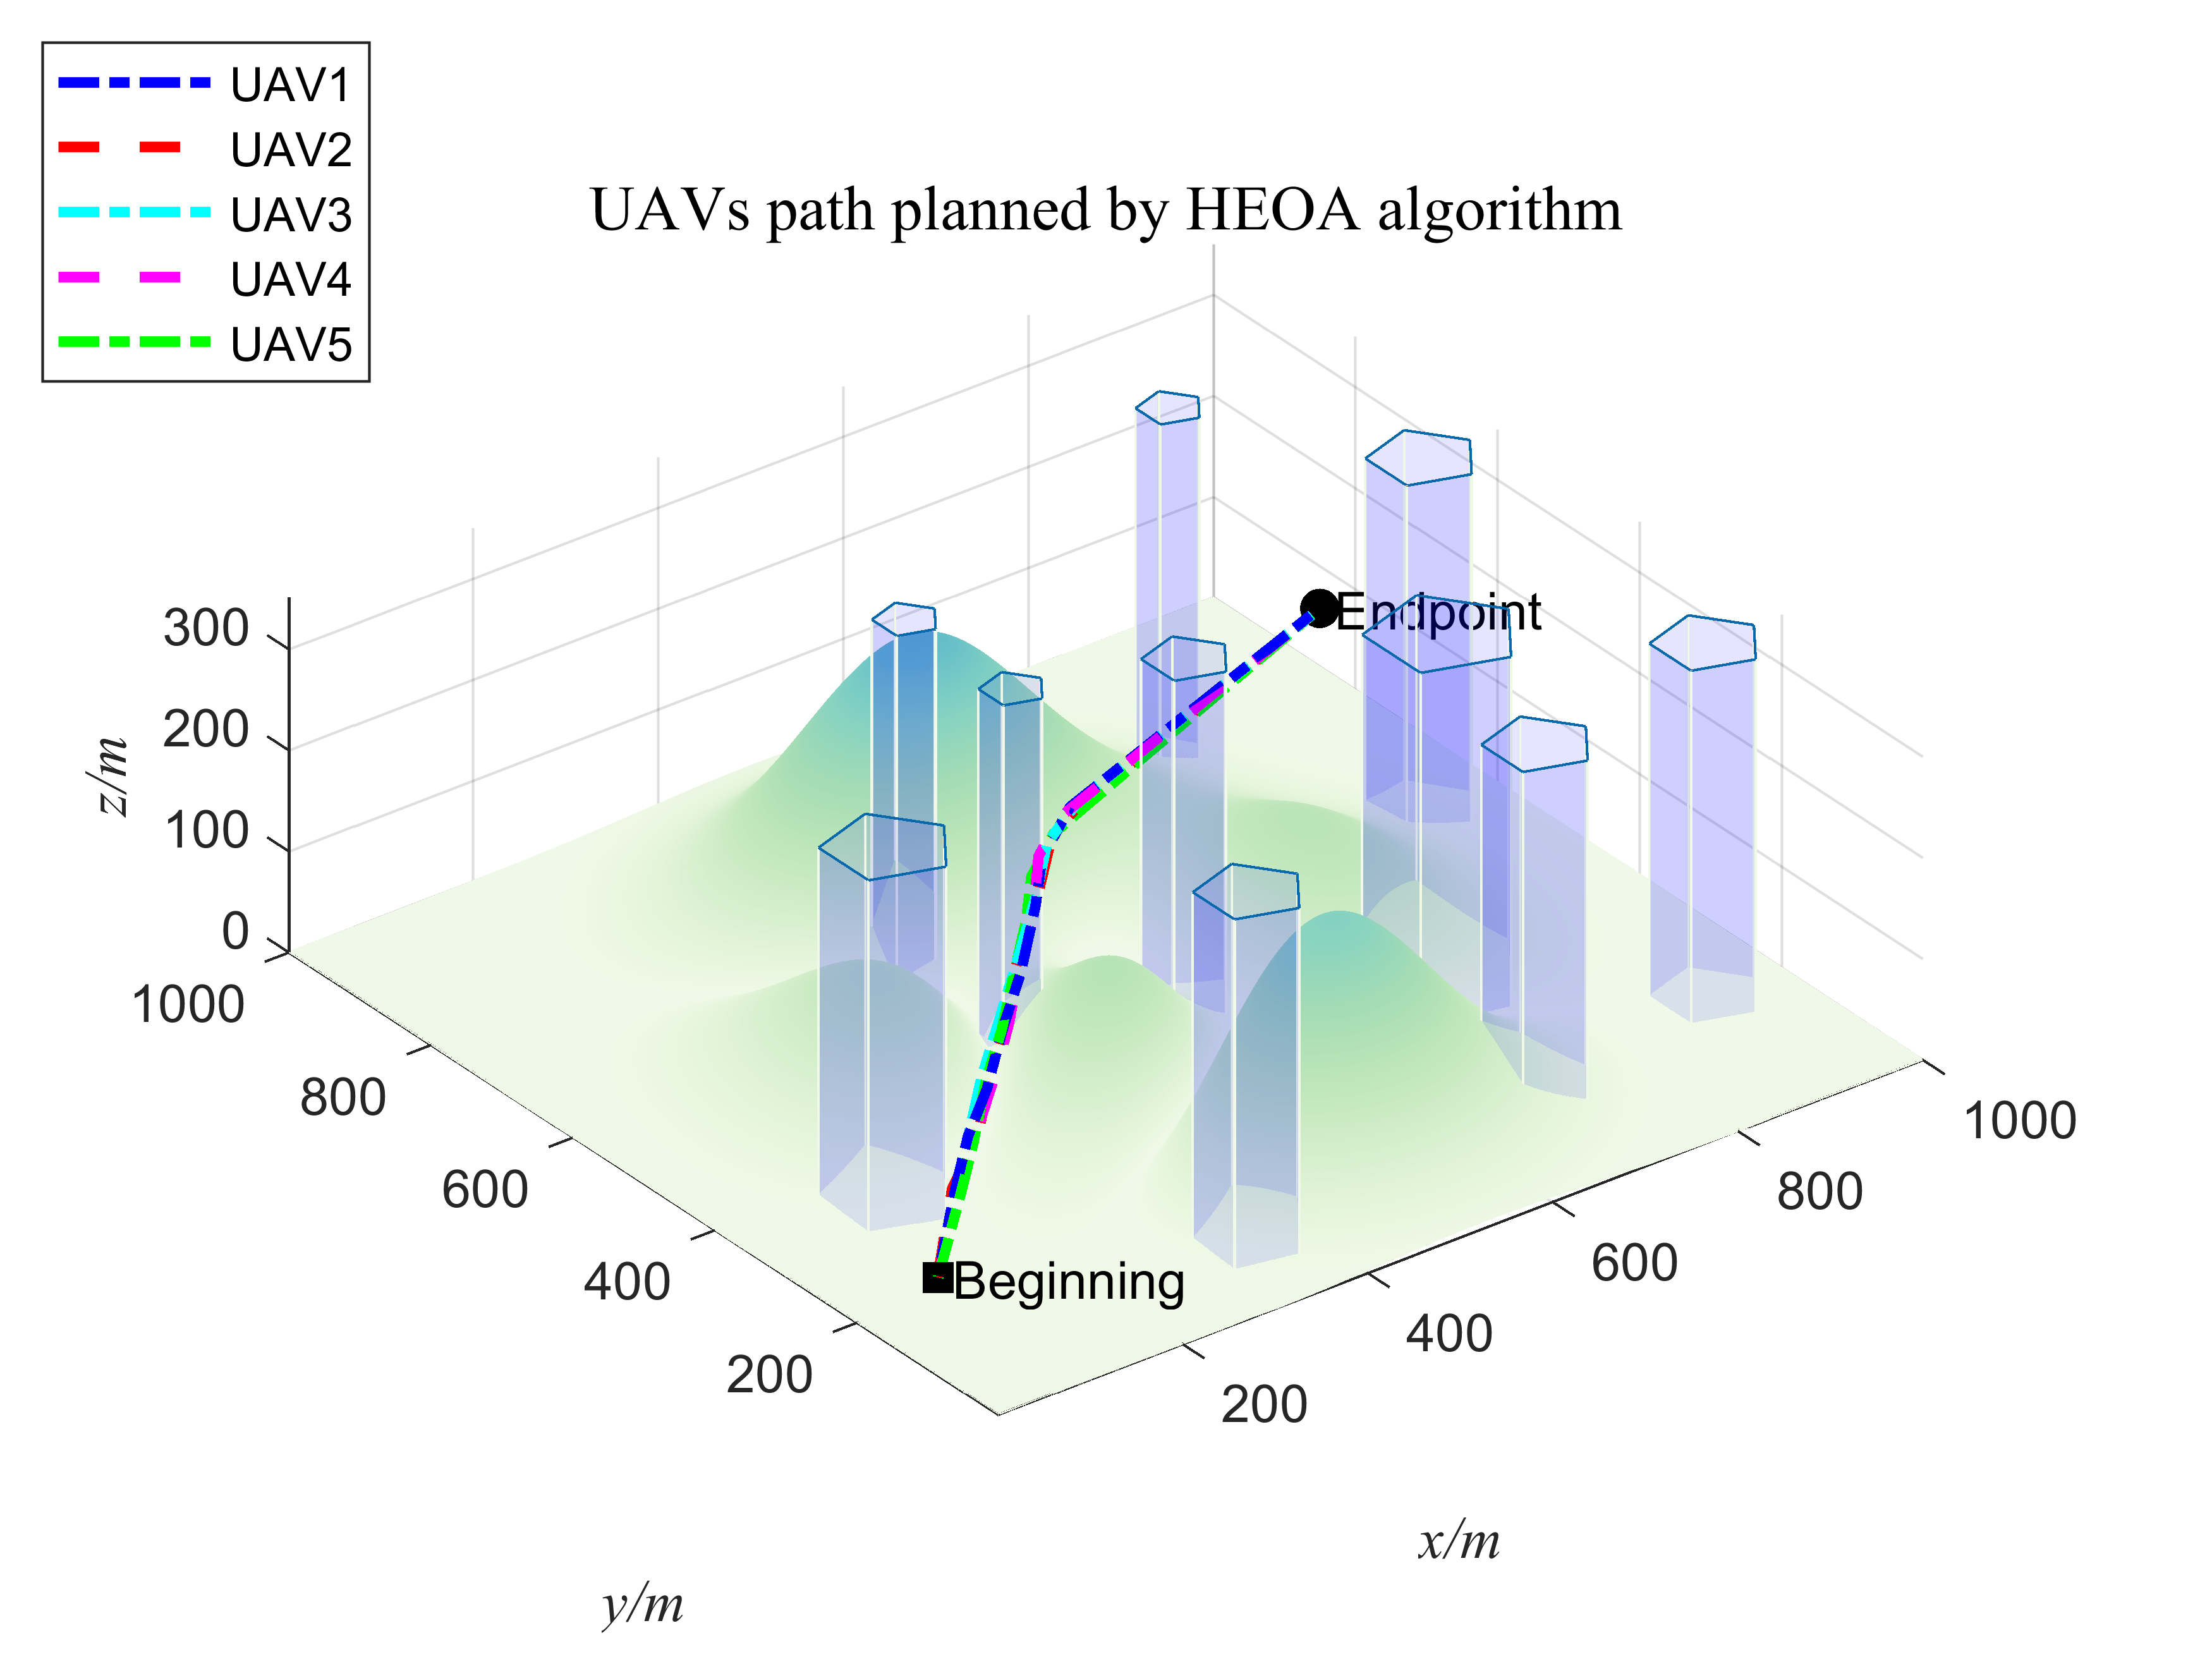 UAV1
UAV2
UAV3
UAV4
UAV5
UAVs path planned by HEOA algorithm
Endpoint
Beginning
z/m
300
200
100
0
1000
800
600
400
200
y/m
200
400
600
800
1000
x/m